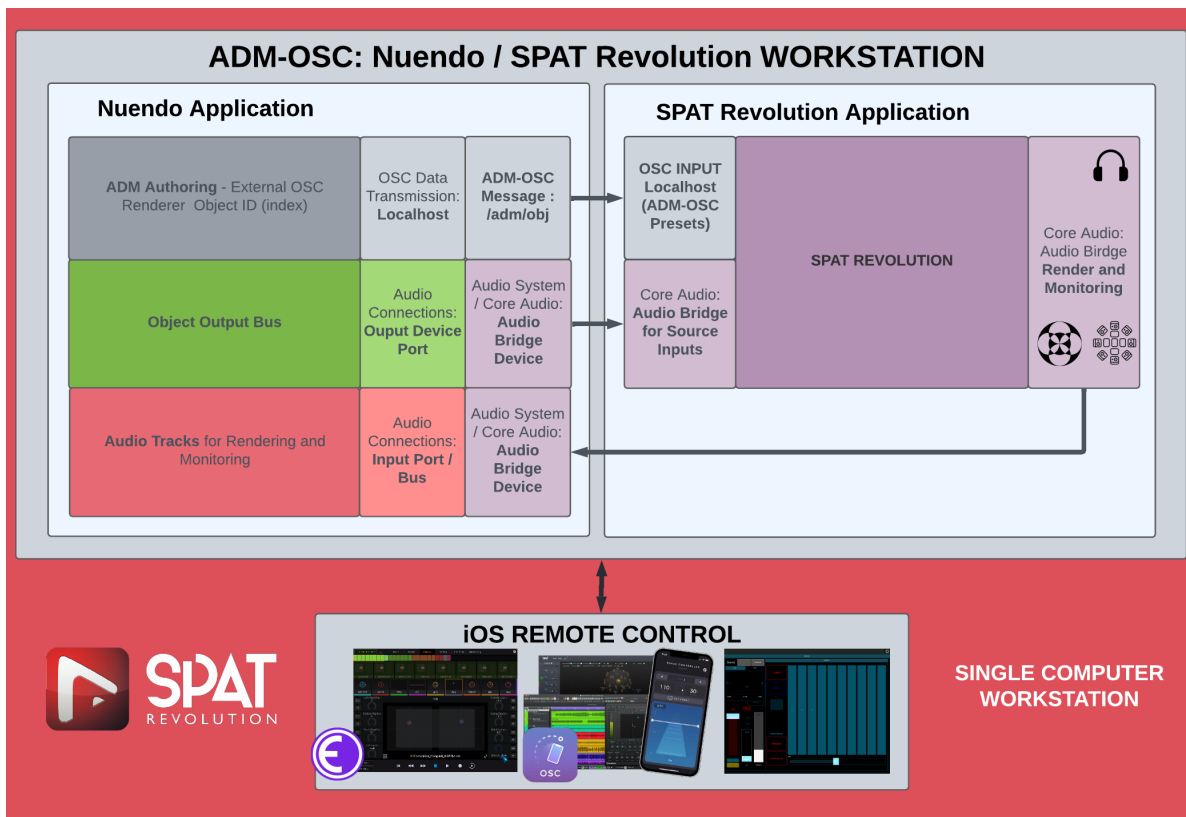 ADM-OSC: Nuendo / SPAT Revolution WORKSTATION
Nuendo Application
ADM Authoring - External OSC
Renderer Object ID (index)
OSC Data
Transmission:
Localhost
ADM-OSC
Message :
/adm/obj
Object Output Bus
Audio
Connections:
Ouput Device
Port
Audio System
/ Core Audio:
Audio
Bridge
Device
Audio Tracks for Rendering and
Monitoring
Audio
Connections:
Input Port /
Bus
Audio System
/ Core Audio:
Audio
Bridge
Device
SPAT Revolution Application
OSC INPUT
Localhost
(ADM-OSC
Presets)
Core Audio:
Audio Bridge
for Source
Inputs
SPAT REVOLUTION
Core Audio:
Audio Birdge
Render and
Monitoring
iOS REMOTE CONTROL
OSC
110
30
SPAT
REVOLUTION
SINGLE COMPUTER
WORKSTATION